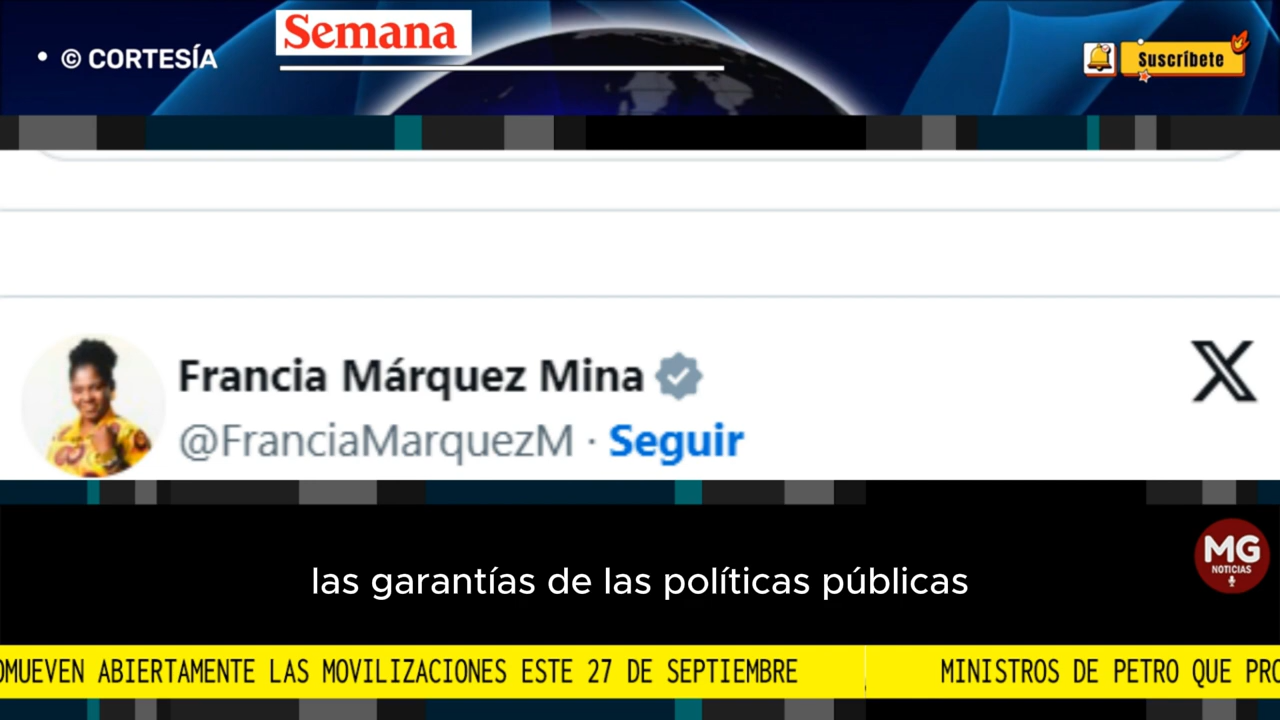 • © CORTESÍA
Semana
Suscríbete
Francia Márquez Mina
@FranciaMarquezM · Seguir
las garantías de las políticas públicas
MG
NOTICIAS
OMUEVEN ABIERTAMENTE LAS MOVILIZACIONES ESTE 27 DE SEPTIEMBRE
MINISTROS DE PETRO QUE PRO